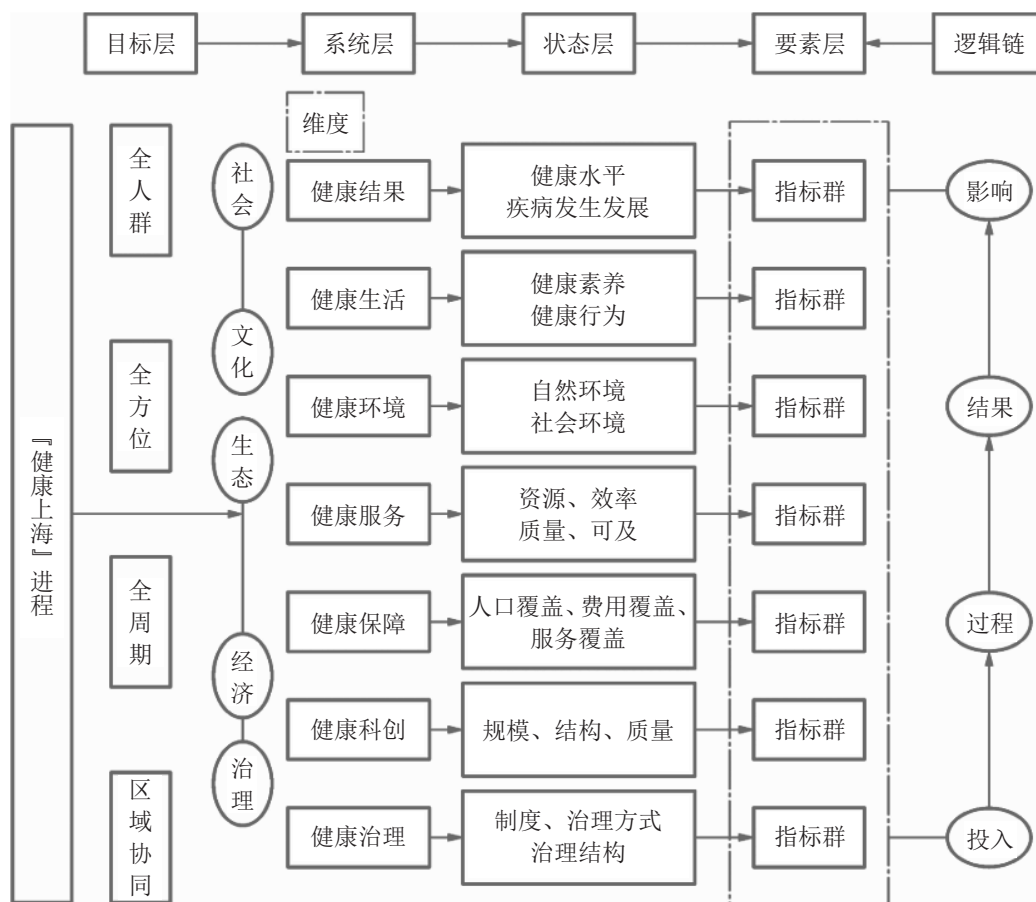 目标层
系统层
状态层
要素层
逻辑链
维度
『健康上海』进程
全人群
全方位
全周期
区域协同
社会
文化
生态
经济
治理
健康结果
健康水平
疾病发生发展
指标群
影响
健康生活
健康素养
健康行为
指标群
健康环境
自然环境
社会环境
指标群
结果
健康服务
资源、效率
质量、可及
指标群
健康保障
人口覆盖、费用覆盖、
服务覆盖
指标群
过程
健康科创
规模、结构、质量
指标群
健康治理
制度、治理方式
治理结构
指标群
投入